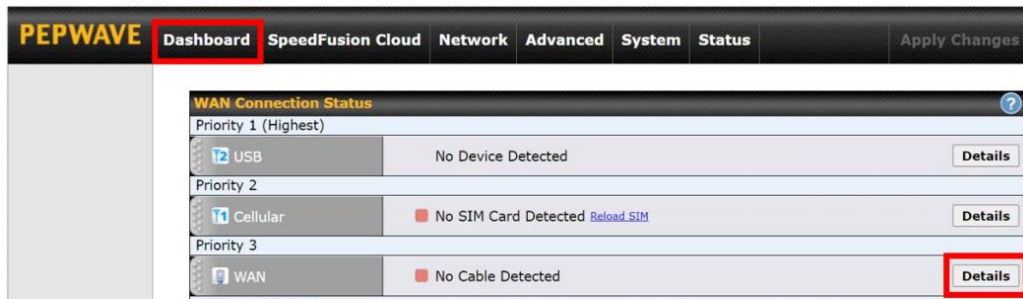 PEPWAVE Dashboard SpeedFusion Cloud Network Advanced System Status Apply Changes
WAN Connection Status ?
Priority 1 (Highest)
2 USB No Device Detected Details
Priority 2
1 Cellular No SIM Card Detected Reload SIM Details
Priority 3
WAN No Cable Detected Details